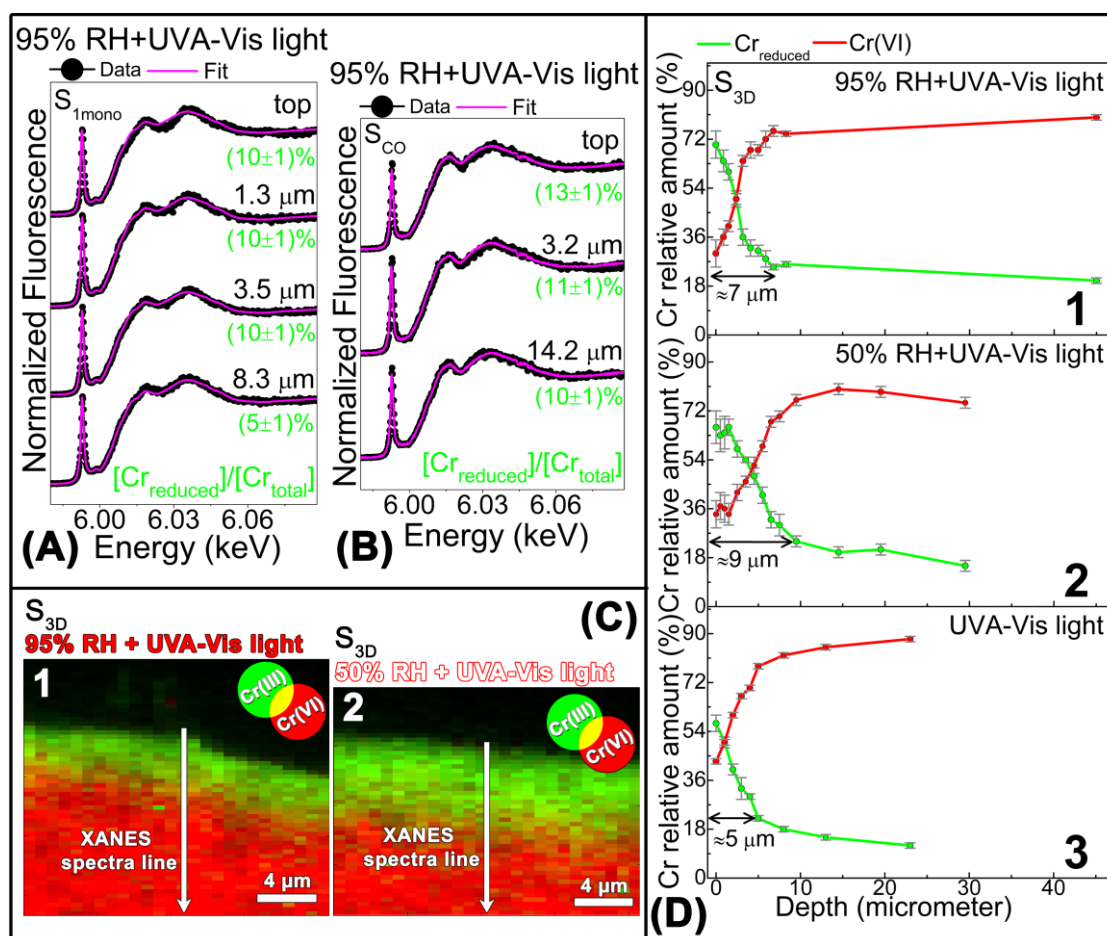 95% RH+UVA-Vis light
Data Fit
S1mono
top
(10±1)%
1.3 μm
(10±1)%
3.5 μm
(10±1)%
8.3 μm
(5±1)%
[Crreduced]/[Crtotal]
Normalized Fluorescence
6.00 6.03 6.06
Energy (keV)
(A)
95% RH+UVA-Vis light
Data Fit
SCO
top
(13±1)%
3.2 μm
(11±1)%
14.2 μm
(10±1)%
[Crreduced]/[Crtotal]
Normalized Fluorescence
6.00 6.03 6.06
Energy (keV)
(B)
(C)
S3D
95% RH + UVA-Vis light
1
Cr(III)
Cr(VI)
XANES
spectra line
4 μm
S3D
50% RH + UVA-Vis light
2
Cr(III)
Cr(VI)
XANES
spectra line
4 μm
Crreduced Cr(VI)
S3D
95% RH+UVA-Vis light
Cr relative amount (%)
90
72
54
36
18
0
≈7 μm
1
50% RH+UVA-Vis light
Cr relative amount (%)
90
72
54
36
18
0
≈9 μm
2
UVA-Vis light
Cr relative amount (%)
90
72
54
36
18
0
≈5 μm
3
0 10 20 30 40
Depth (micrometer)
(D)